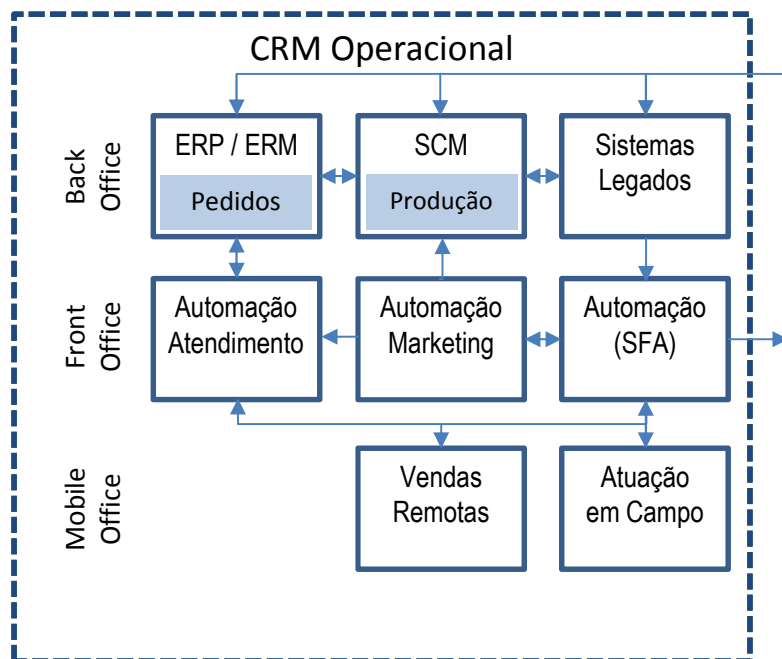 CRM Operacional
Back
Office
ERP / ERM
Pedidos
SCM
Produção
Sistemas
Legados
Front
Office
Automação
Atendimento
Automação
Marketing
Automação
(SFA)
Mobile
Office
Vendas
Remotas
Atuação
em Campo